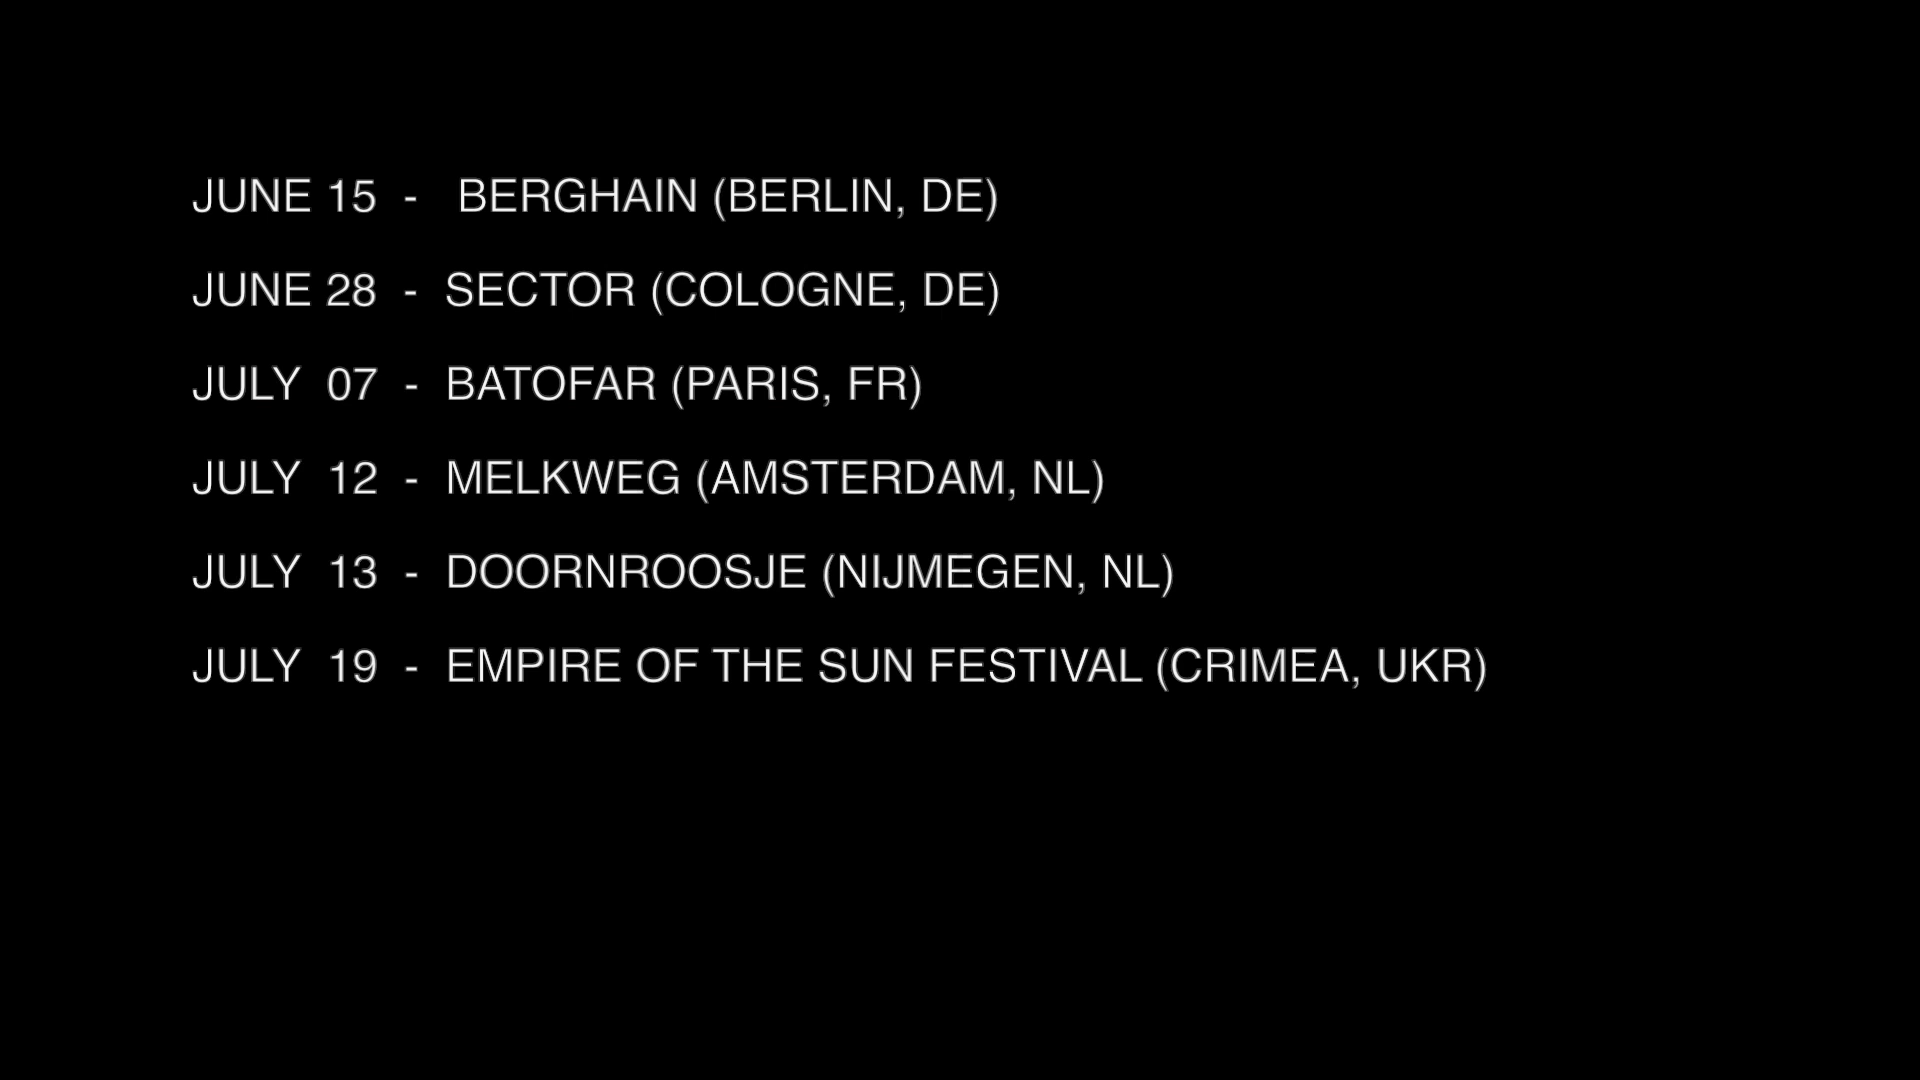 JUNE 15 - BERGHAIN (BERLIN, DE)
JUNE 28 - SECTOR (COLOGNE, DE)
JULY 07 - BATOFAR (PARIS, FR)
JULY 12 - MELKWEG (AMSTERDAM, NL)
JULY 13 - DOORNROOSJE (NIJMEGEN, NL)
JULY 19 - EMPIRE OF THE SUN FESTIVAL (CRIMEA, UKR)